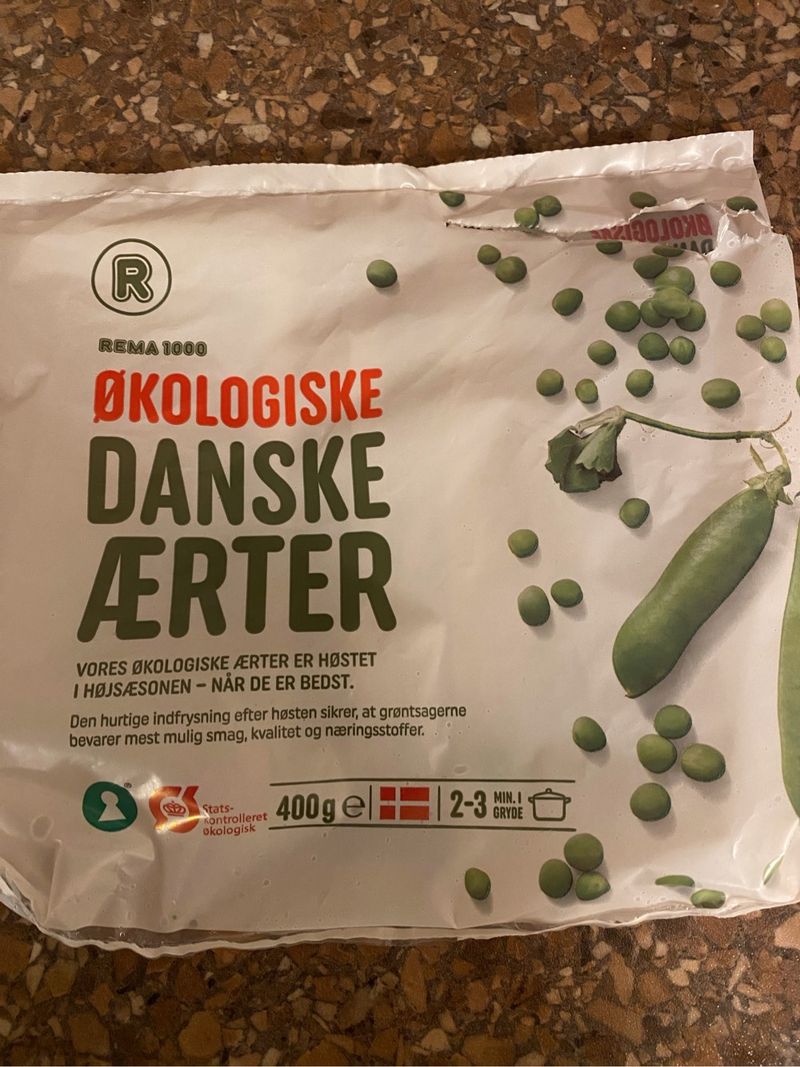 ØKOLOGISKE
DAN
R
REMA 1000
ØKOLOGISKE
DANSKE
ÆRTER
VORES ØKOLOGISKE ÆRTER ER HØSTET
I HØJSÆSONEN – NÅR DE ER BEDST.
Den hurtige indfrysning efter høsten sikrer, at grøntsagerne
bevarer mest mulig smag, kvalitet og næringsstoffer.
®
Ø
Stats-
kontrolleret
økologisk
400g ℮
2-3 MIN. I
GRYDE